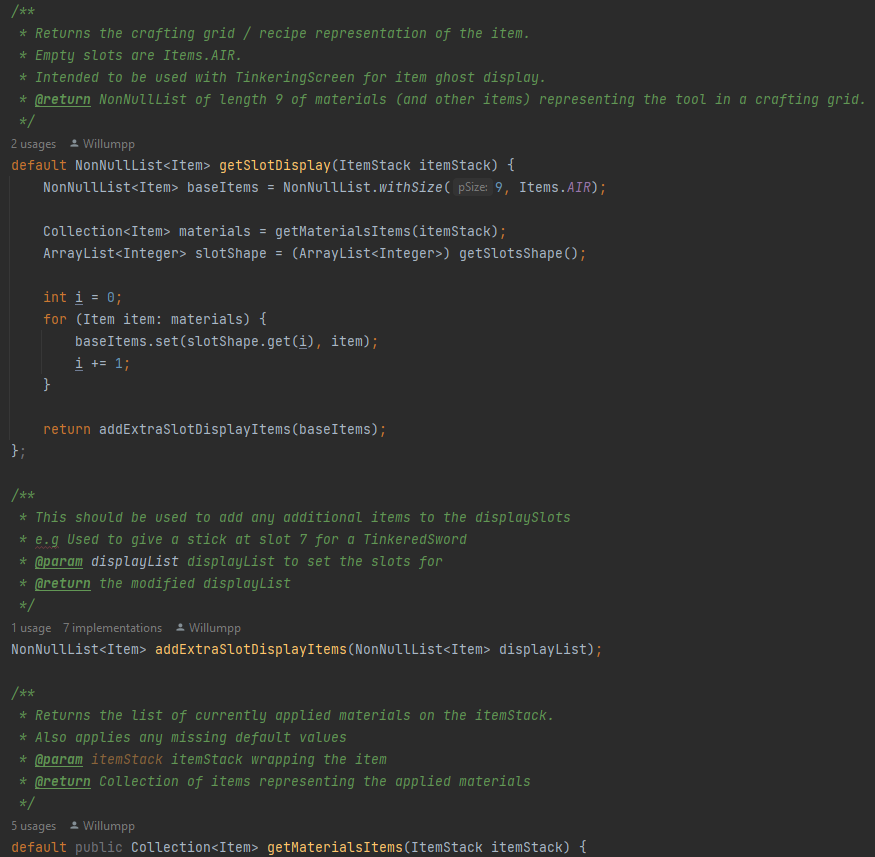 /**
 * Returns the crafting grid / recipe representation of the item.
 * Empty slots are Items.AIR.
 * Intended to be used with TinkeringScreen for item ghost display.
 * @return NonNullList of length 9 of materials (and other items) representing the tool in a crafting grid.
 */
2 usages Willumpp
default NonNullList<Item> getSlotDisplay(ItemStack itemStack) {
    NonNullList<Item> baseItems = NonNullList.withSize( pSize: 9, Items.AIR);
    Collection<Item> materials = getMaterialsItems(itemStack);
    ArrayList<Integer> slotShape = (ArrayList<Integer>) getSlotsShape();
    int i = 0;
    for (Item item: materials) {
        baseItems.set(slotShape.get(i), item);
        i += 1;
    }
    return addExtraSlotDisplayItems(baseItems);
};
/**
 * This should be used to add any additional items to the displaySlots
 * e.g Used to give a stick at slot 7 for a TinkeredSword
 * @param displayList displayList to set the slots for
 * @return the modified displayList
 */
1 usage 7 implementations Willumpp
NonNullList<Item> addExtraSlotDisplayItems(NonNullList<Item> displayList);
/**
 * Returns the list of currently applied materials on the itemStack.
 * Also applies any missing default values
 * @param itemStack itemStack wrapping the item
 * @return Collection of items representing the applied materials
 */
5 usages Willumpp
default public Collection<Item> getMaterialsItems(ItemStack itemStack) {